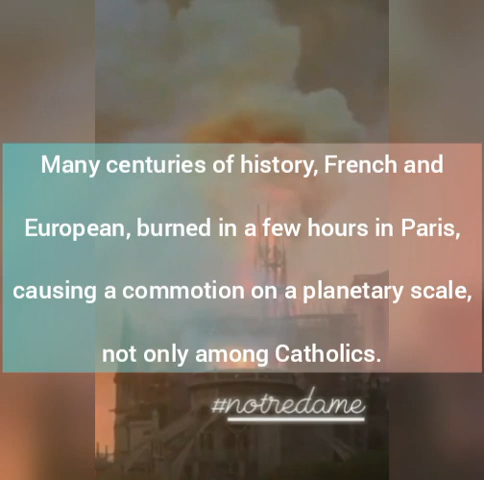 Many centuries of history, French and
European, burned in a few hours in Paris,
causing a commotion on a planetary scale,
not only among Catholics.
#notredame